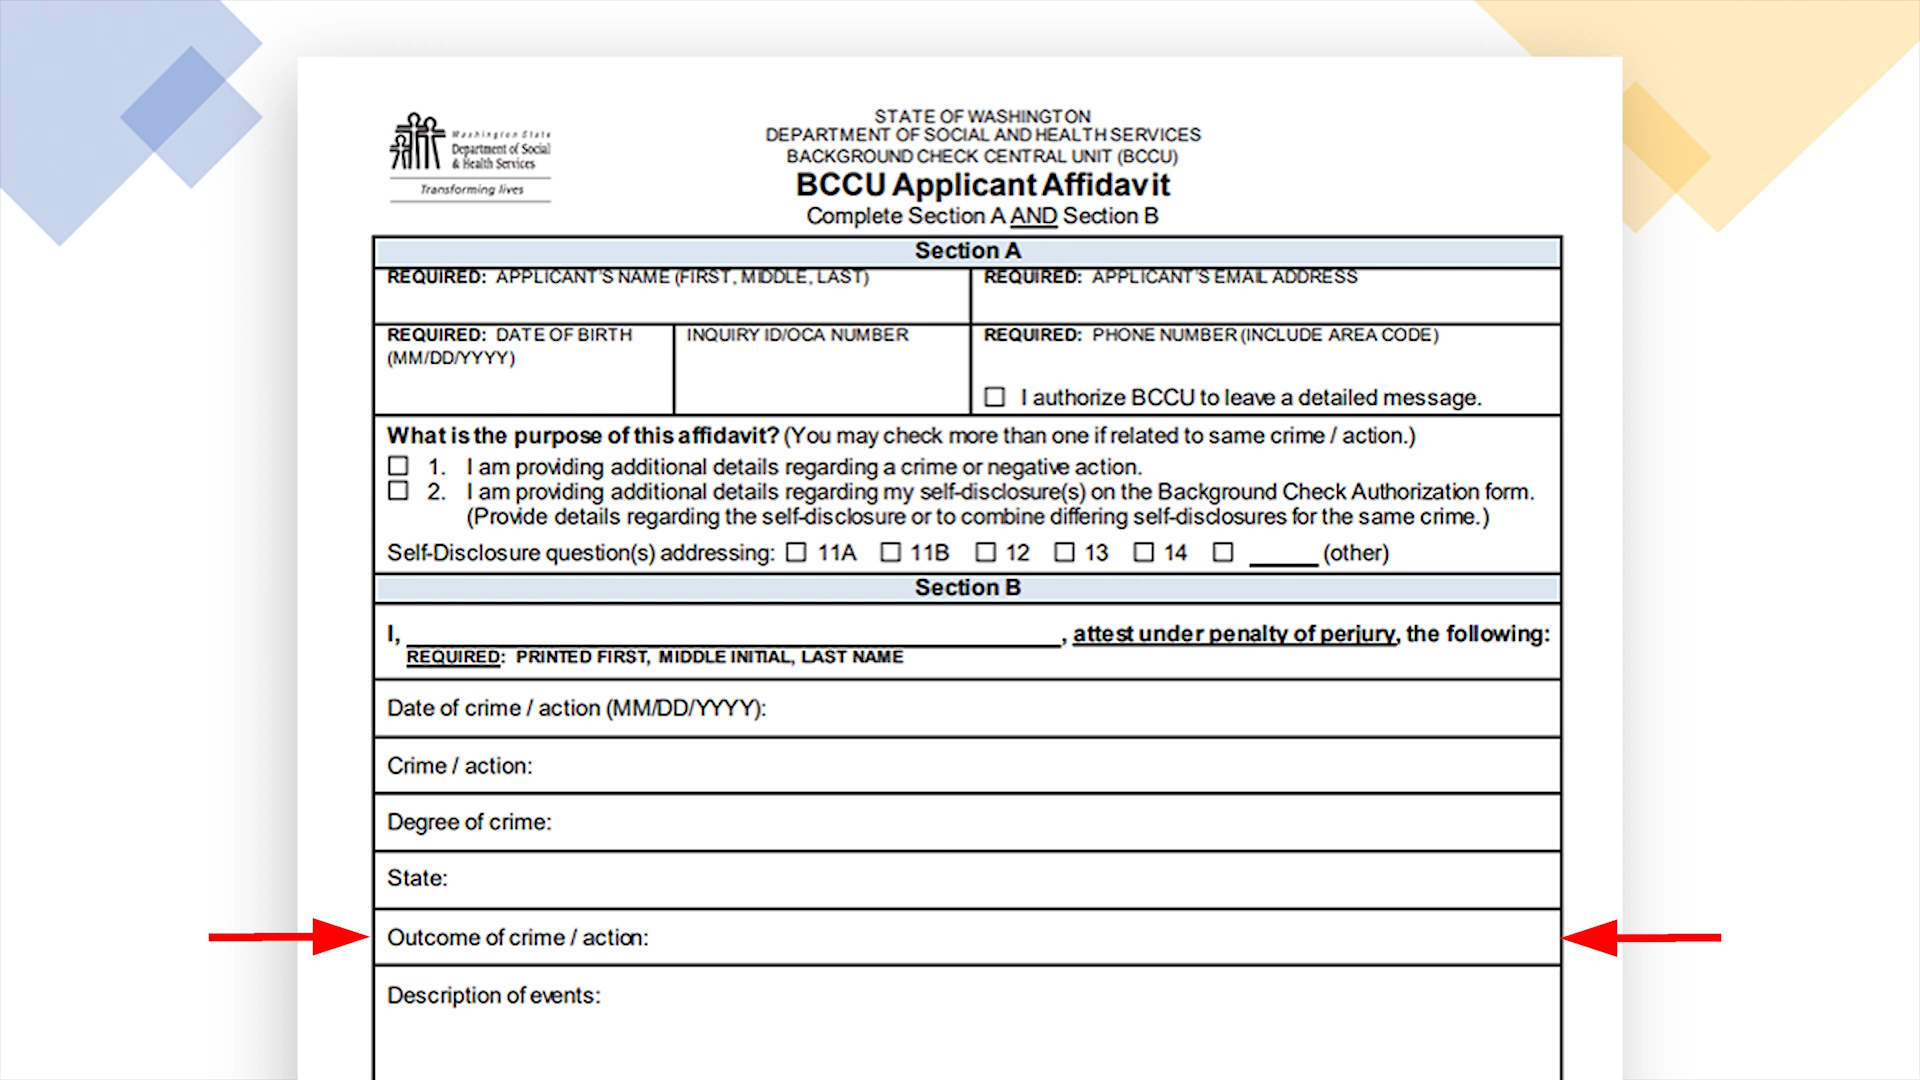 Washington State
Department of Social
& Health Services
Transforming lives
STATE OF WASHINGTON
DEPARTMENT OF SOCIAL AND HEALTH SERVICES
BACKGROUND CHECK CENTRAL UNIT (BCCU)
BCCU Applicant Affidavit
Complete Section A AND Section B
Section A
REQUIRED: APPLICANT'S NAME (FIRST, MIDDLE, LAST)
REQUIRED: APPLICANT'S EMAIL ADDRESS
REQUIRED: DATE OF BIRTH
(MM/DD/YYYY)
INQUIRY ID/OCA NUMBER
REQUIRED: PHONE NUMBER (INCLUDE AREA CODE)
☐ I authorize BCCU to leave a detailed message.
What is the purpose of this affidavit? (You may check more than one if related to same crime / action.)
☐ 1. I am providing additional details regarding a crime or negative action.
☐ 2. I am providing additional details regarding my self-disclosure(s) on the Background Check Authorization form.
(Provide details regarding the self-disclosure or to combine differing self-disclosures for the same crime.)
Self-Disclosure question(s) addressing: ☐ 11A ☐ 11B ☐ 12 ☐ 13 ☐ 14 ☐ _____ (other)
Section B
I, ____________________, attest under penalty of perjury, the following:
REQUIRED: PRINTED FIRST, MIDDLE INITIAL, LAST NAME
Date of crime / action (MM/DD/YYYY):
Crime / action:
Degree of crime:
State:
Outcome of crime / action:
Description of events: